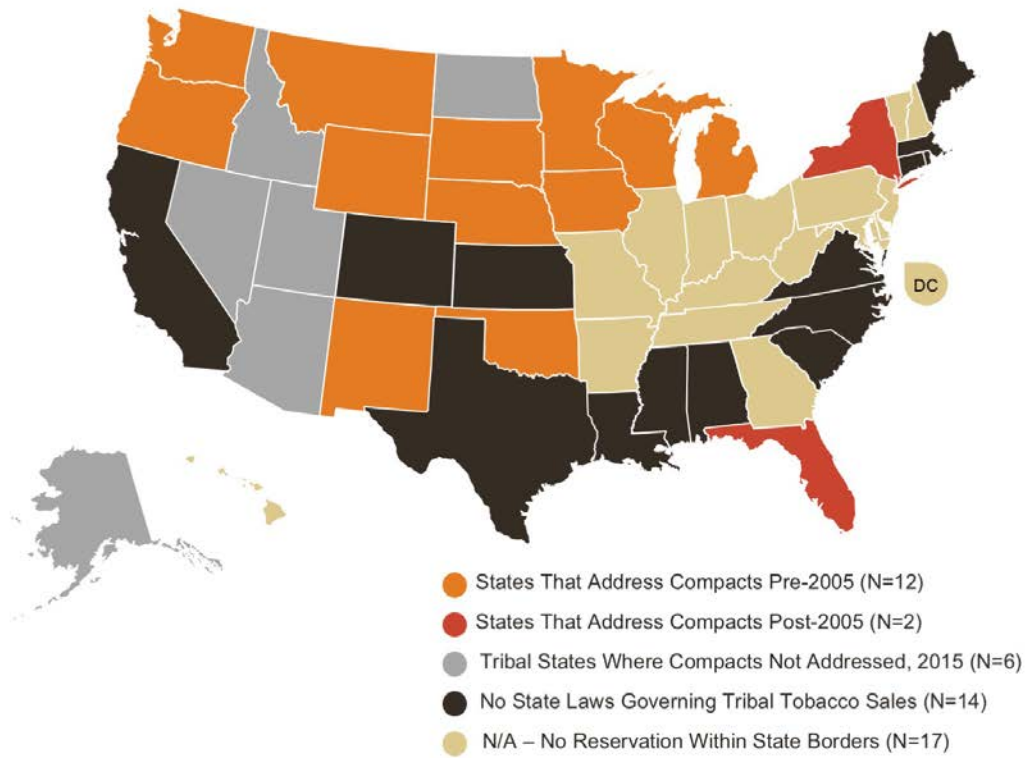 DC
States That Address Compacts Pre-2005 (N=12)
States That Address Compacts Post-2005 (N=2)
Tribal States Where Compacts Not Addressed, 2015 (N=6)
No State Laws Governing Tribal Tobacco Sales (N=14)
N/A – No Reservation Within State Borders (N=17)